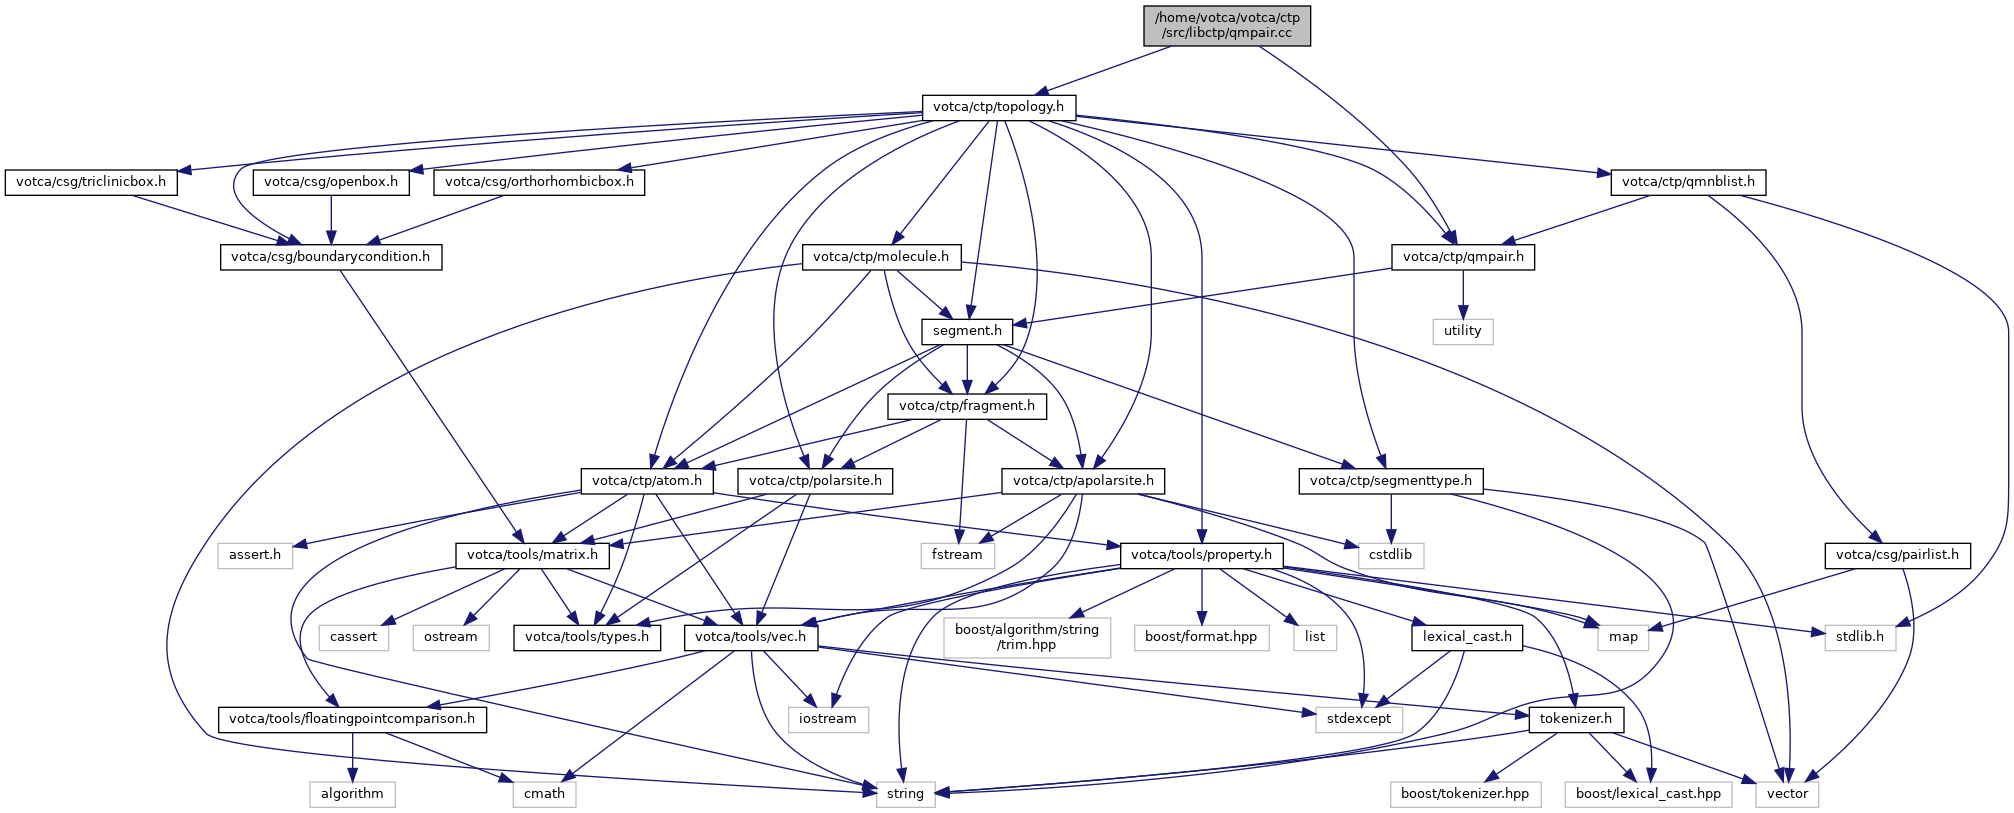 /home/votca/votca/ctp
/src/libctp/qmpair.cc
votca/ctp/topology.h
votca/csg/triclinicbox.h
votca/csg/openbox.h
votca/csg/orthorhombicbox.h
votca/ctp/qmnblist.h
votca/csg/boundarycondition.h
votca/ctp/molecule.h
votca/ctp/qmpair.h
segment.h
utility
votca/ctp/fragment.h
votca/ctp/atom.h
votca/ctp/polarsite.h
votca/ctp/apolarsite.h
votca/ctp/segmenttype.h
assert.h
votca/tools/matrix.h
fstream
votca/tools/property.h
cstdlib
votca/csg/pairlist.h
cassert
ostream
votca/tools/types.h
votca/tools/vec.h
boost/algorithm/string
/trim.hpp
boost/format.hpp
list
lexical_cast.h
map
stdlib.h
votca/tools/floatingpointcomparison.h
iostream
stdexcept
tokenizer.h
algorithm
cmath
string
boost/tokenizer.hpp
boost/lexical_cast.hpp
vector